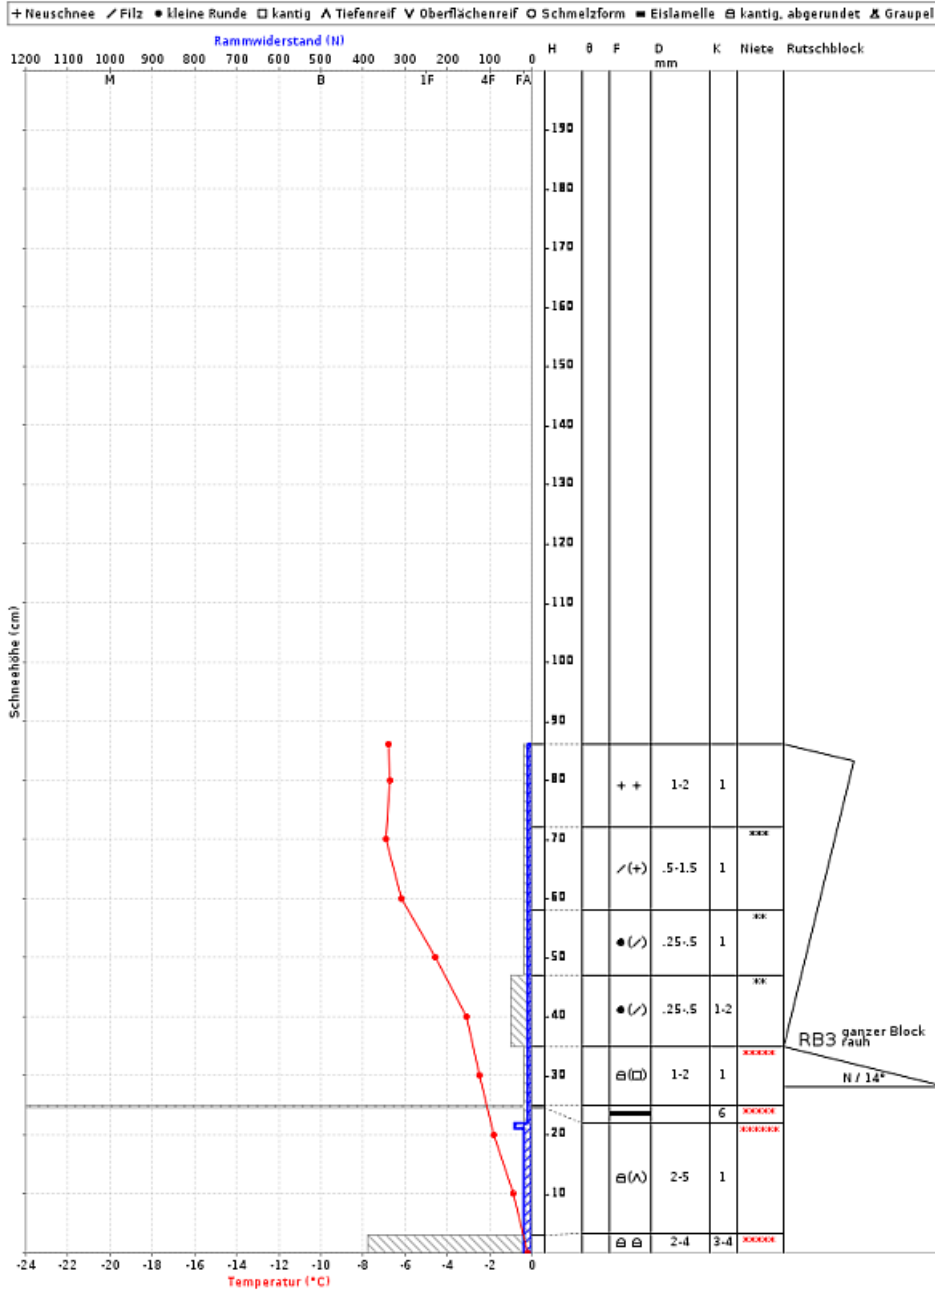 + Neuschnee ∕ Filz ● kleine Runde □ kantig ∧ Tiefenreif ∨ Oberflächenreif ○ Schmelzform ▬ Eislamelle ⌓ kantig, abgerundet Graupel
Rammwiderstand (N)
1200 1100 1000 900 800 700 600 500 400 300 200 100 0
M B 1F 4F FA
H θ F D K Niete Rutschblock
mm
190
180
170
160
150
140
130
120
110
100
90
80
70
60
50
40
30
20
10
Schneehöhe (cm)
+ + 1-2 1
***
∕(+) .5-1.5 1
**
●(∕) .25-.5 1
**
●(∕) .25-.5 1-2
RB3 ganzer Block
rauh
*****
⌓(□) 1-2 1
N / 14°
6 *****
******
⌓(∧) 2-5 1
⌓ ⌓ 2-4 3-4 *****
-24 -22 -20 -18 -16 -14 -12 -10 -8 -6 -4 -2 0
Temperatur (°C)